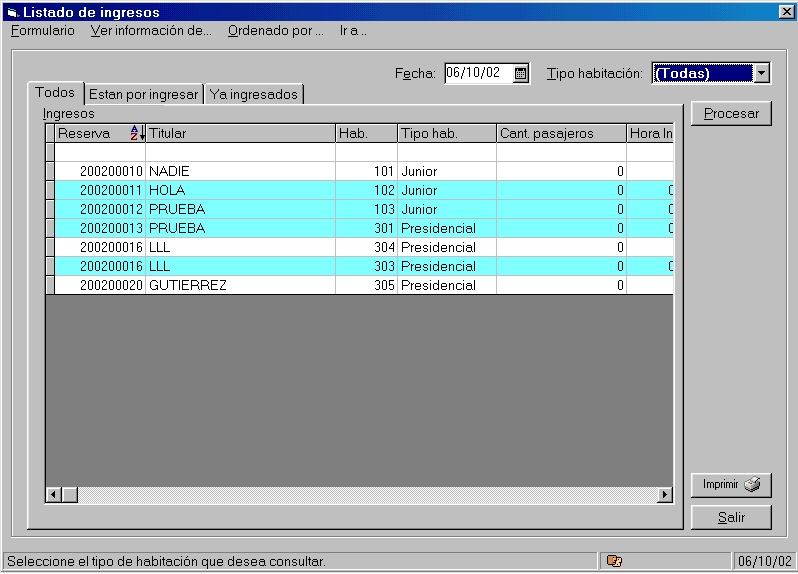 Listado de ingresos
Formulario Ver información de... Ordenado por ... Ir a ..
Fecha: 06/10/02 Tipo habitación: (Todas)
Todos Estan por ingresar Ya ingresados
Procesar
Ingresos
Reserva Titular Hab. Tipo hab. Cant. pasajeros Hora In
200200010 NADIE 101 Junior 0
200200011 HOLA 102 Junior 0 0
200200012 PRUEBA 103 Junior 0 0
200200013 PRUEBA 301 Presidencial 0 0
200200016 LLL 304 Presidencial 0
200200016 LLL 303 Presidencial 0 0
200200020 GUTIERREZ 305 Presidencial 0
Imprimir
Salir
Seleccione el tipo de habitación que desea consultar. 06/10/02